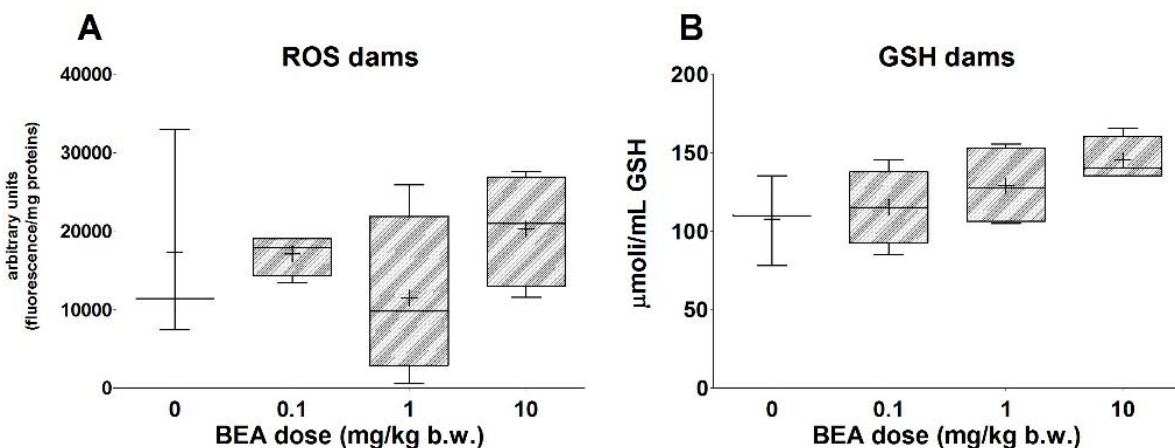 A
ROS dams
arbitrary units
(fluorescence/mg proteins)
40000
30000
20000
10000
0
0 0.1 1 10
BEA dose (mg/kg b.w.)
B
GSH dams
µmoli/mL GSH
200
150
100
50
0
0 0.1 1 10
BEA dose (mg/kg b.w.)